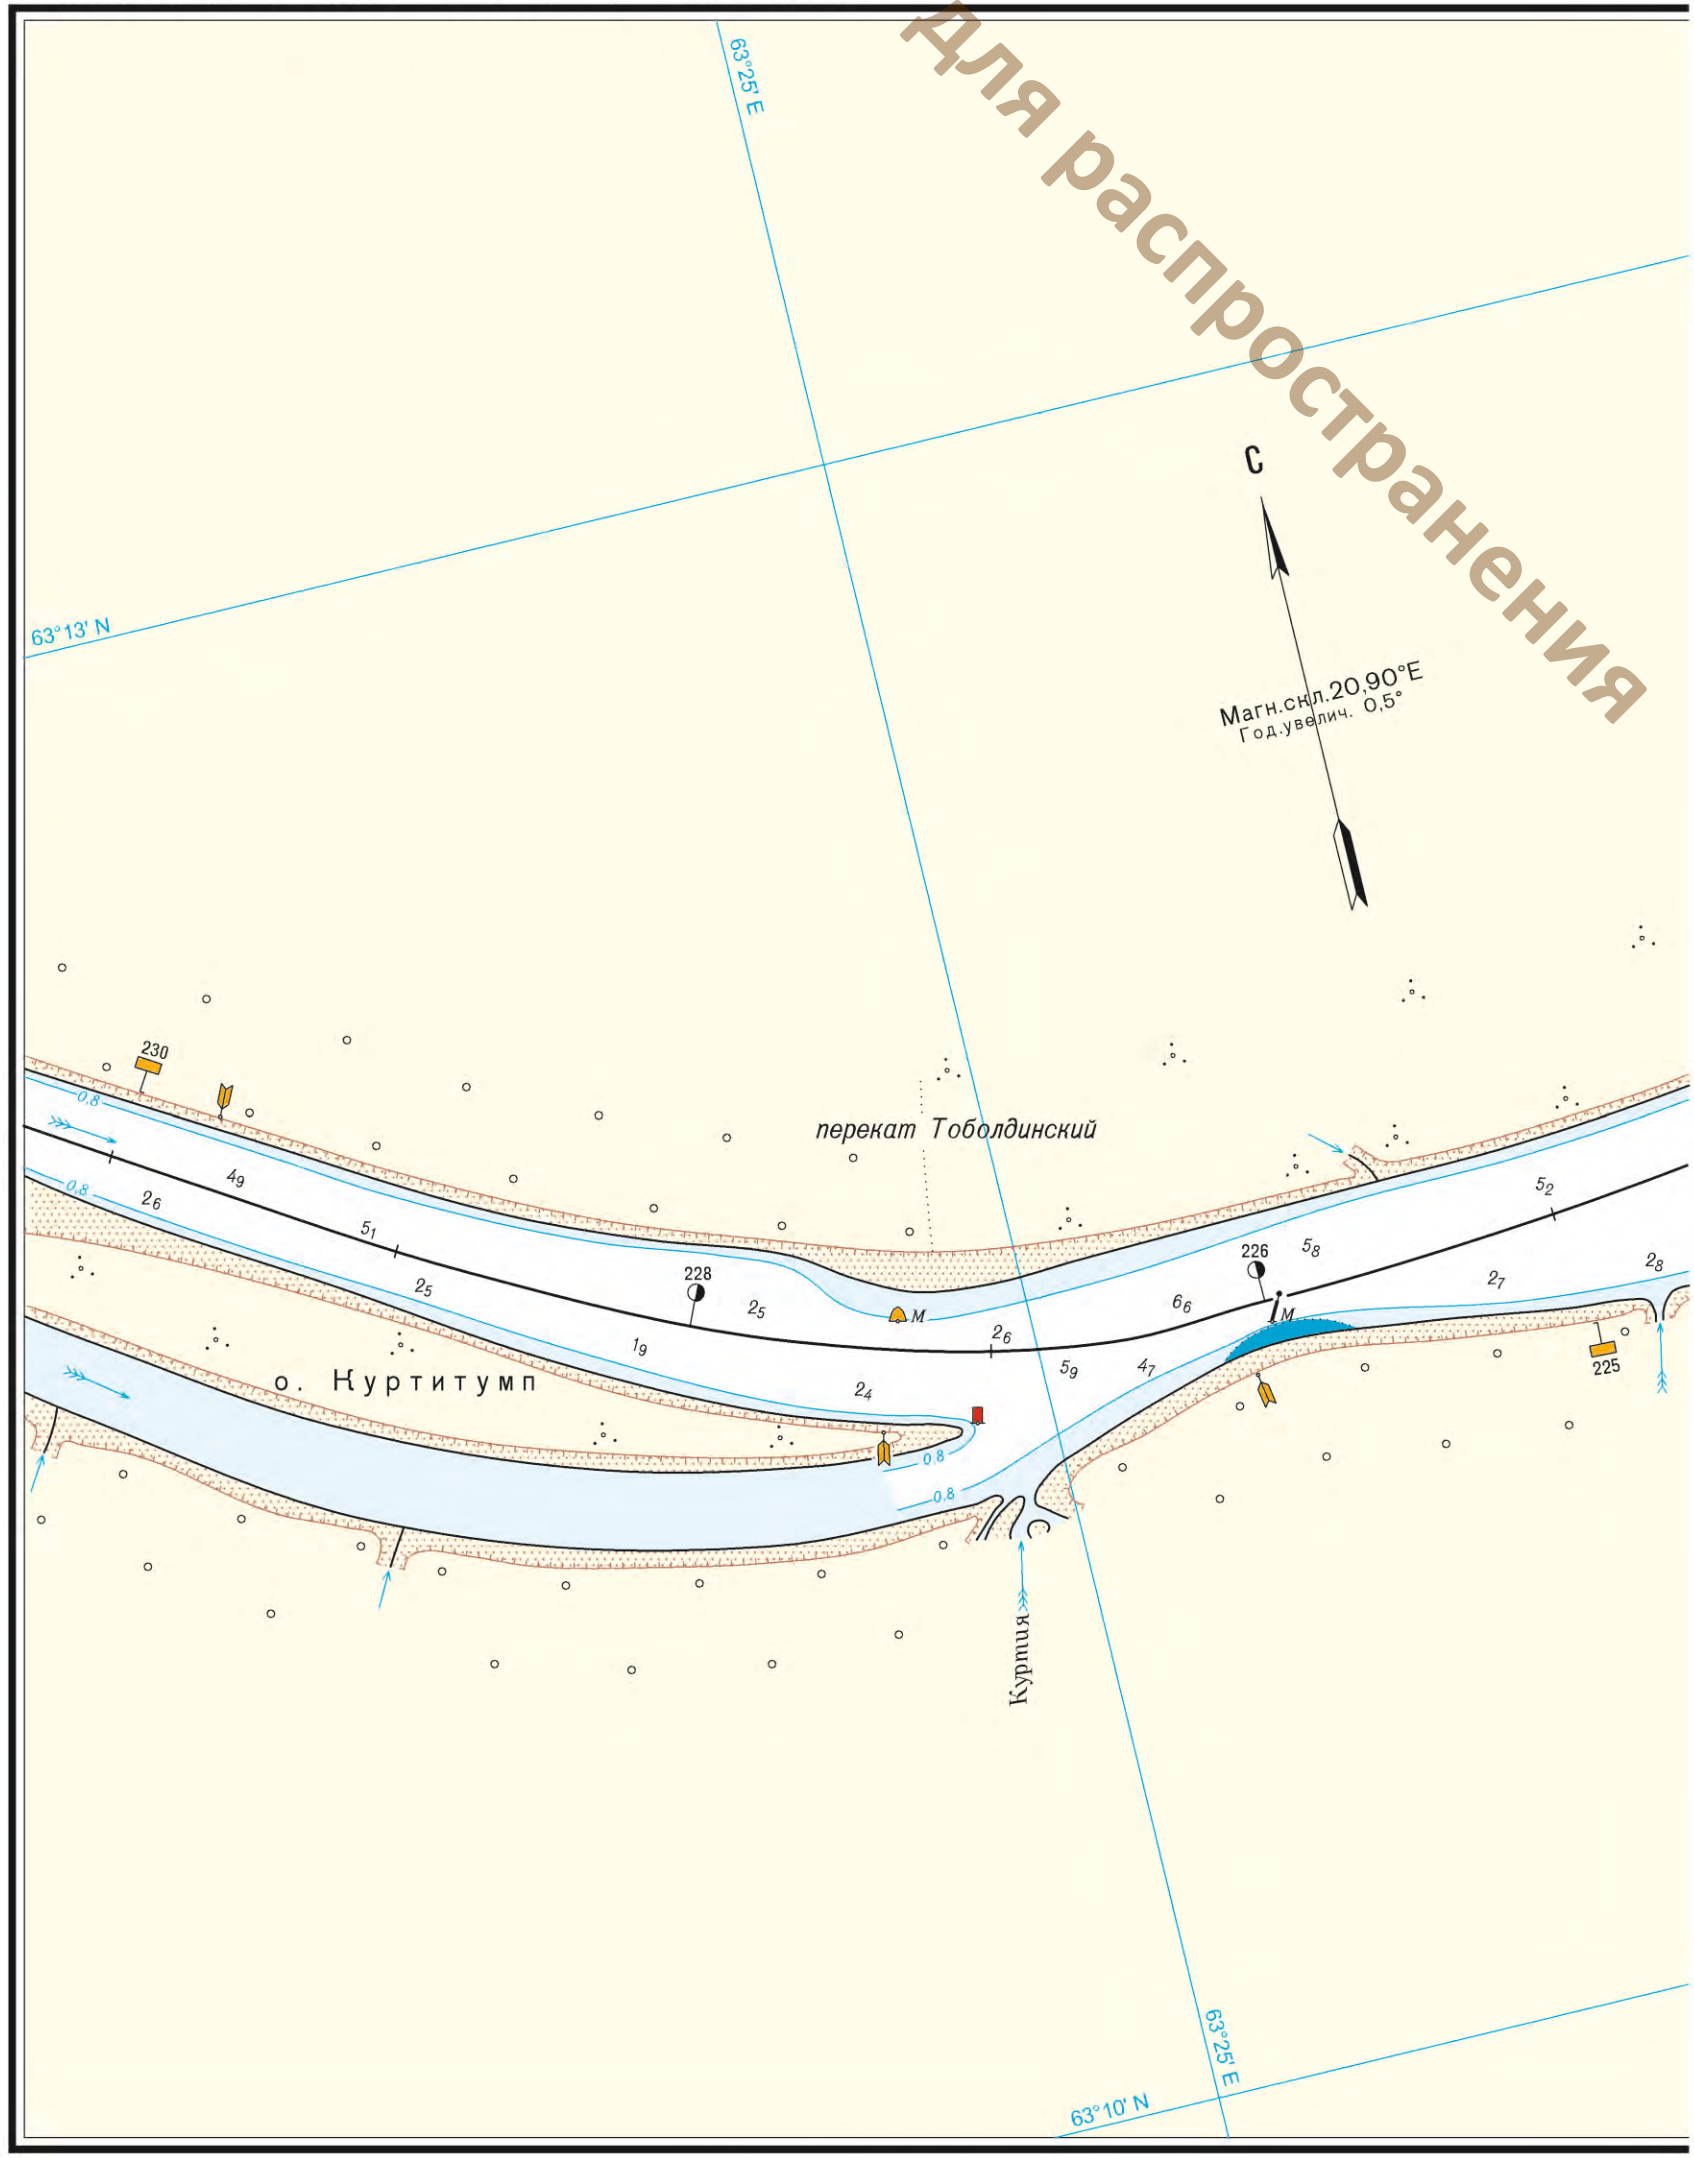 для распространения
63°25' E
С
63°13' N
Магн.скл.20,90°E
Год.увелич. 0,5°
230
0,8
перекат Тоболдинский
4₉
0,8
2₆
5₁
5₂
226
5₈
228
2₈
2₅
2₇
2₅
6₆
М
М
2₆
1₉
225
5₉
4₇
о. Куртитумп
2₄
0,8
0,8
Куртия
63°25' E
63°10' N